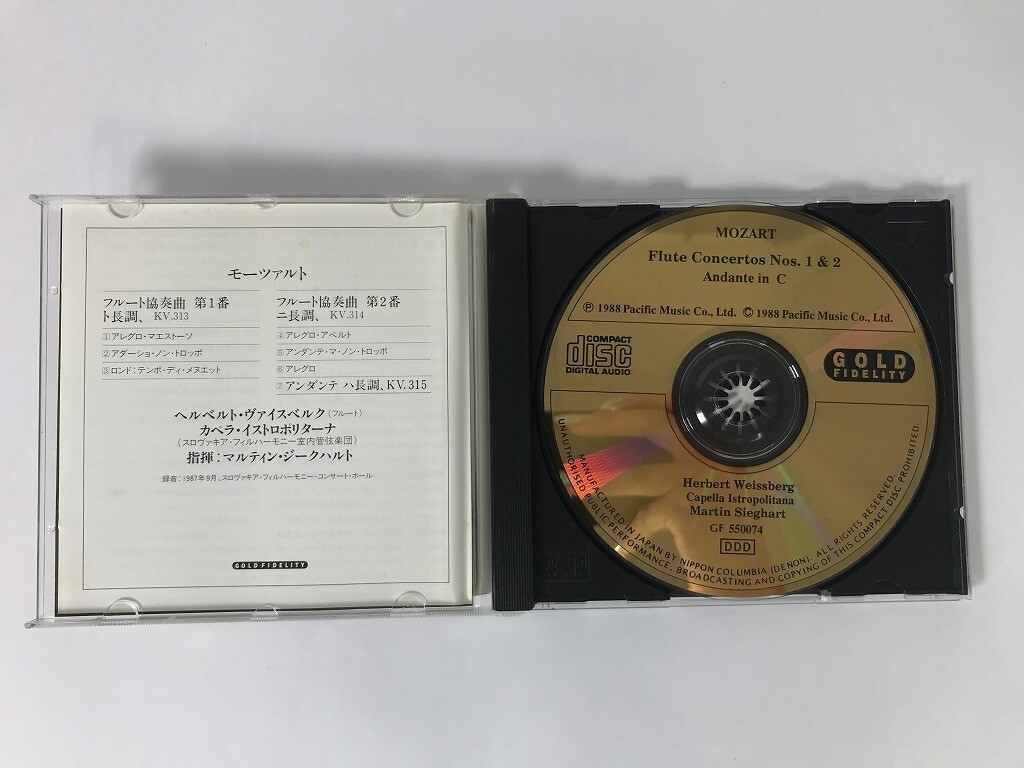 モーツァルト
フルート協奏曲 第1番
ト長調、 KV.313
1 アレグロ・マエストーソ
2 アダージョ・ノン・トロッポ
3 ロンド:テンポ・ディ・メヌエット
フルート協奏曲 第2番
ニ長調、 KV.314
4 アレグロ・アペルト
5 アンダンテ・マ・ノン・トロッポ
6 アレグロ
7 アンダンテ ハ長調、KV.315
ヘルベルト・ヴァイスベルク(フルート)
カペラ・イストロポリターナ
(スロヴァキア・フィルハーモニー室内管弦楽団)
指揮:マルティン・ジークハルト
録音:1987年9月、スロヴァキア・フィルハーモニー・コンサート・ホール
GOLD FIDELITY
MOZART
Flute Concertos Nos. 1 & 2
Andante in C
℗ 1988 Pacific Music Co., Ltd. © 1988 Pacific Music Co., Ltd.
COMPACT
disc
DIGITAL AUDIO
GOLD
FIDELITY
Herbert Weissberg
Capella Istropolitana
Martin Sieghart
GF 550074
DDD
MANUFACTURED IN JAPAN BY NIPPON COLUMBIA (DENON). ALL RIGHTS RESERVED.
UNAUTHORISED PUBLIC PERFORMANCE, BROADCASTING AND COPYING OF THIS COMPACT DISC PROHIBITED.